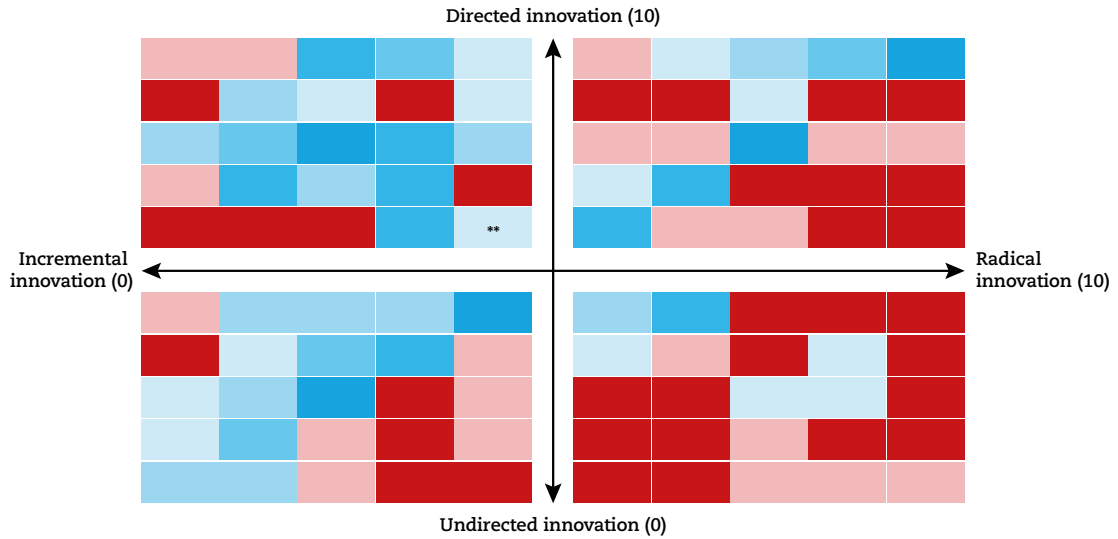 Directed innovation (10)
**
Incremental
innovation (0)
Radical
innovation (10)
Undirected innovation (0)